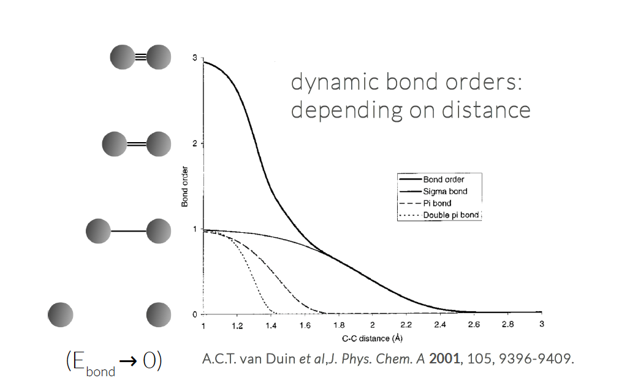 dynamic bond orders:
depending on distance
3
2
1
0
Bond order
Bond order
Sigma bond
Pi bond
Double pi bond
1 1.2 1.4 1.6 1.8 2 2.2 2.4 2.6 2.8 3
C-C distance (Å)
(E bond → 0)
A.C.T. van Duin et al,J. Phys. Chem. A 2001, 105, 9396-9409.